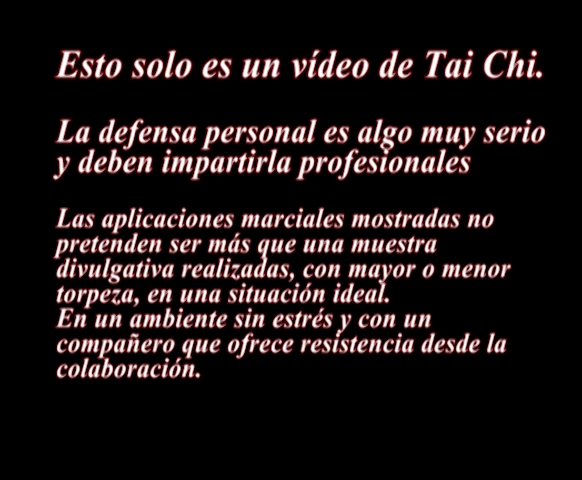 Esto solo es un vídeo de Tai Chi.
La defensa personal es algo muy serio
y deben impartirla profesionales
Las aplicaciones marciales mostradas no
pretenden ser más que una muestra
divulgativa realizadas, con mayor o menor
torpeza, en una situación ideal.
En un ambiente sin estrés y con un
compañero que ofrece resistencia desde la
colaboración.